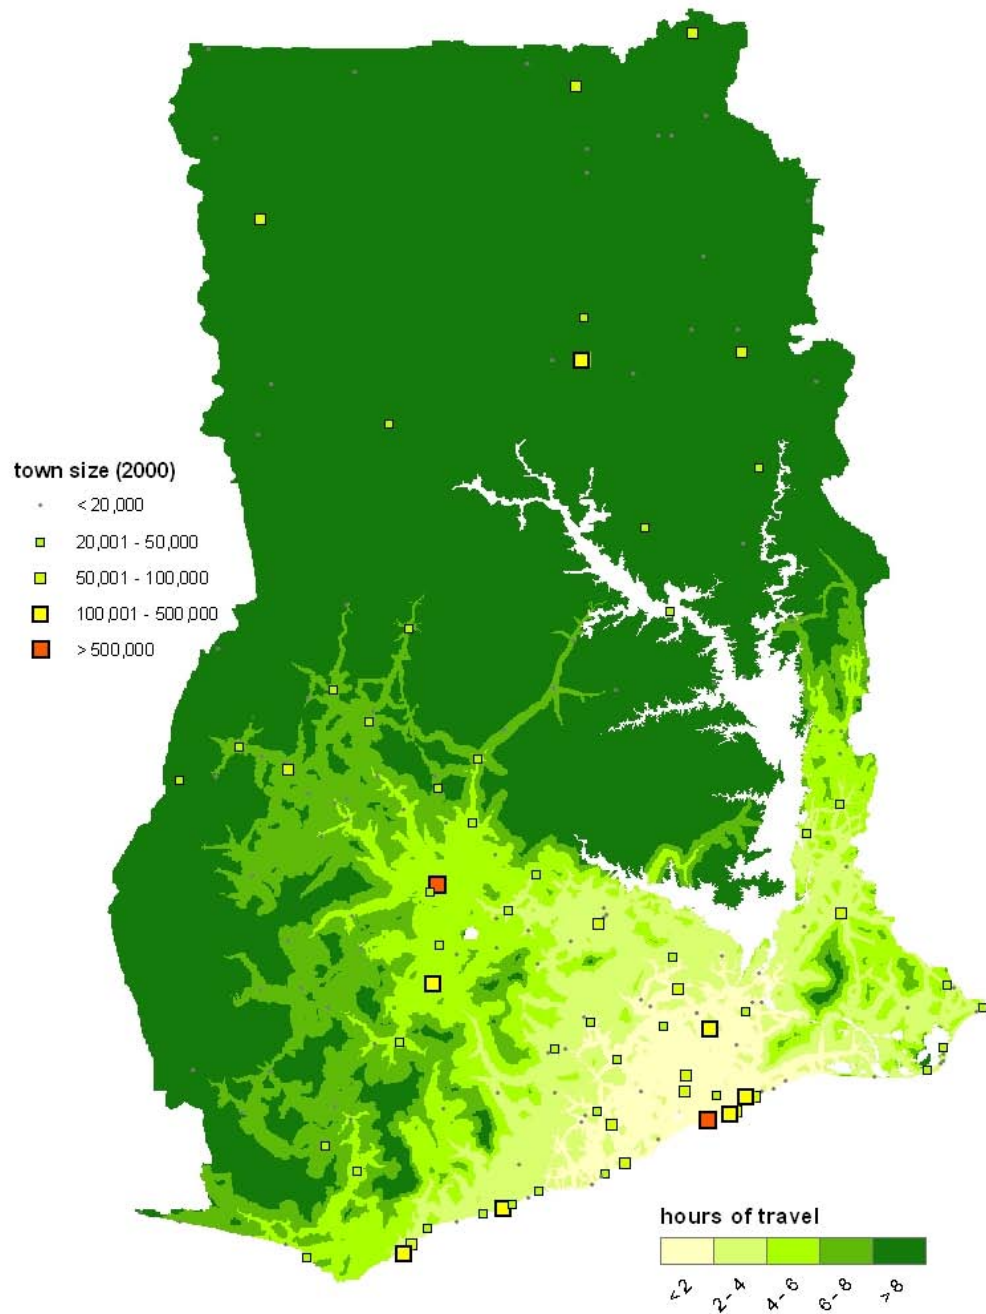 town size (2000)
< 20,000
20,001 - 50,000
50,001 - 100,000
100,001 - 500,000
> 500,000
hours of travel
< 2
2 - 4
4 - 6
6 - 8
> 8